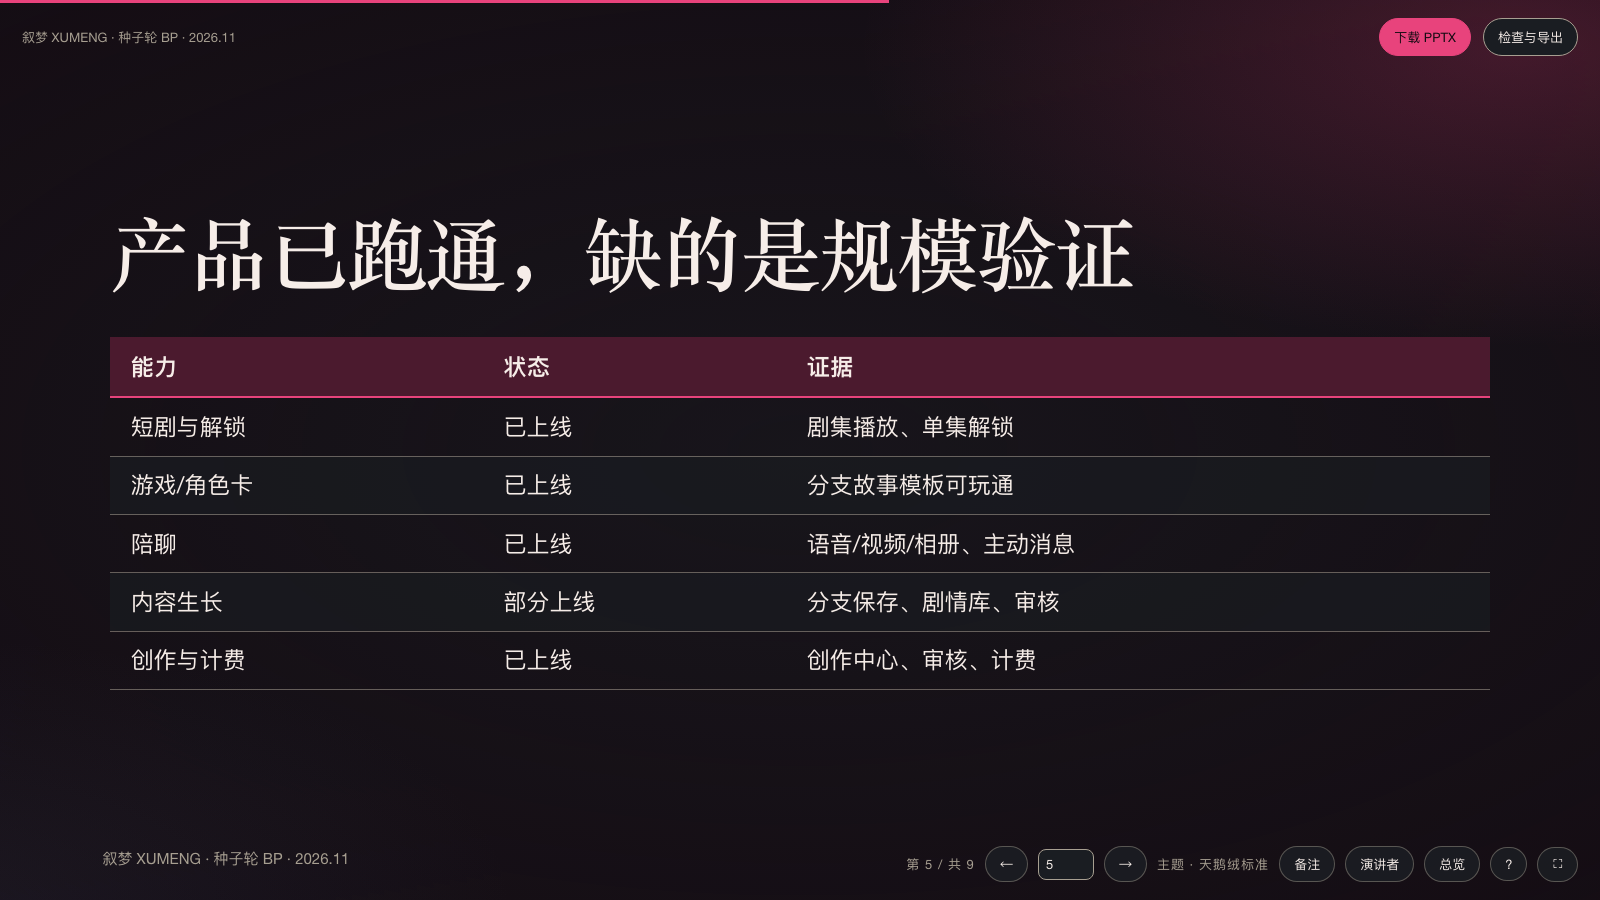 叙梦 XUMENG · 种子轮 BP · 2026.11
下载 PPTX
检查与导出
产品已跑通，缺的是规模验证
能力 状态 证据
短剧与解锁 已上线 剧集播放、单集解锁
游戏/角色卡 已上线 分支故事模板可玩通
陪聊 已上线 语音/视频/相册、主动消息
内容生长 部分上线 分支保存、剧情库、审核
创作与计费 已上线 创作中心、审核、计费
叙梦 XUMENG · 种子轮 BP · 2026.11
第 5 / 共 9 ← 5 → 主题 · 天鹅绒标准 备注 演讲者 总览 ?